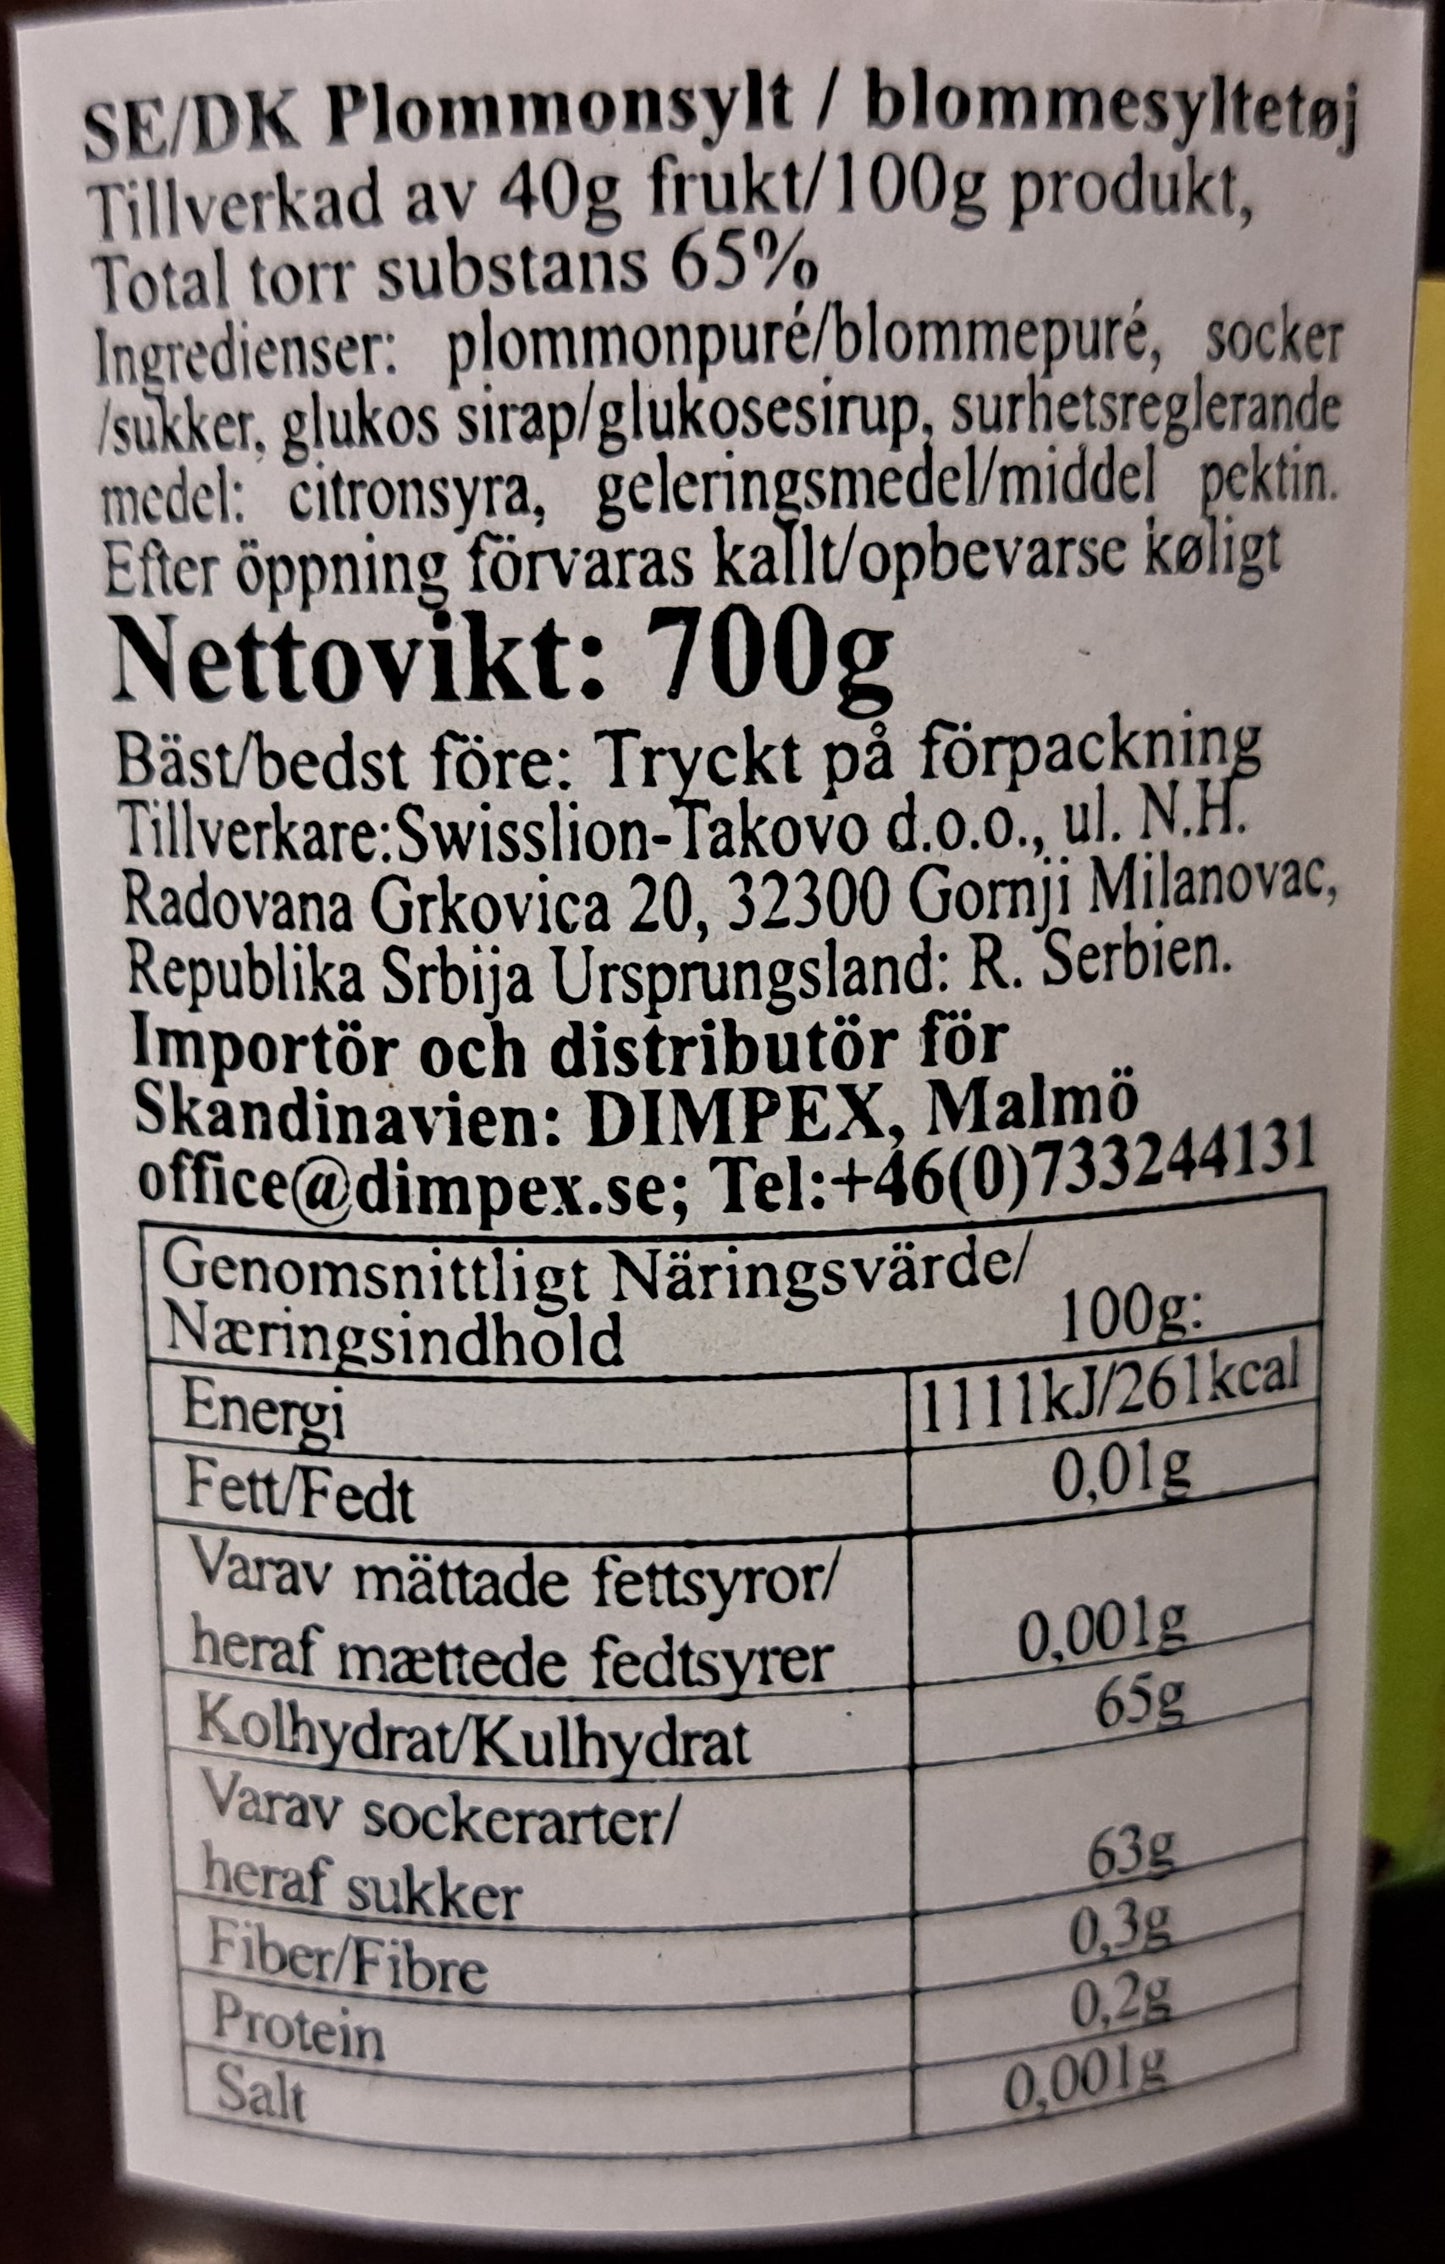 SE/DK Plommonsylt / blommesyltetøj
Tillverkad av 40g frukt/100g produkt,
Total torr substans 65%
Ingredienser: plommonpuré/blommepuré, socker
/sukker, glukos sirap/glukosesirup, surhetsreglerande
medel: citronsyra, geleringsmedel/middel pektin.
Efter öppning förvaras kallt/opbevarse køligt
Nettovikt: 700g
Bäst/bedst före: Tryckt på förpackning
Tillverkare:Swisslion-Takovo d.o.o., ul. N.H.
Radovana Grkovica 20, 32300 Gornji Milanovac,
Republika Srbija Ursprungsland: R. Serbien.
Importör och distributör för
Skandinavien: DIMPEX, Malmö
office@dimpex.se; Tel:+46(0)733244131
Genomsnittligt Näringsvärde/
Næringsindhold 100g:
Energi 1111kJ/261kcal
Fett/Fedt 0,01g
Varav mättade fettsyror/
heraf mættede fedtsyrer 0,001g
Kolhydrat/Kulhydrat 65g
Varav sockerarter/
heraf sukker 63g
Fiber/Fibre 0,3g
Protein 0,2g
Salt 0,001g